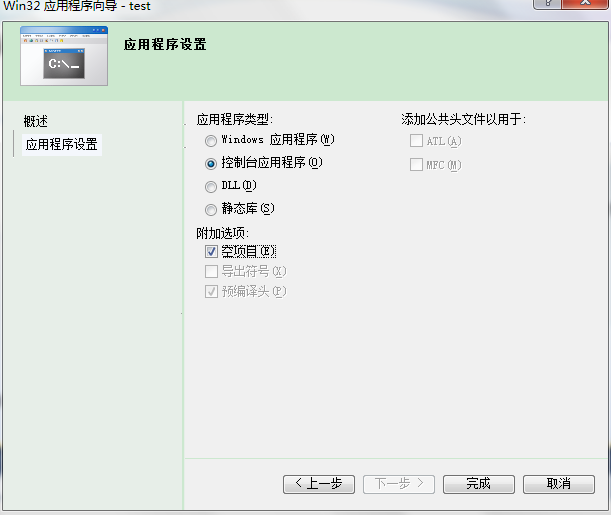 Win32 应用程序向导 - test
C:\_
应用程序设置
概述
应用程序设置
应用程序类型:
Windows 应用程序(W)
控制台应用程序(O)
DLL(D)
静态库(S)
附加选项:
空项目(E)
导出符号(X)
预编译头(P)
添加公共头文件以用于:
ATL(A)
MFC(M)
< 上一步
下一步 >
完成
取消